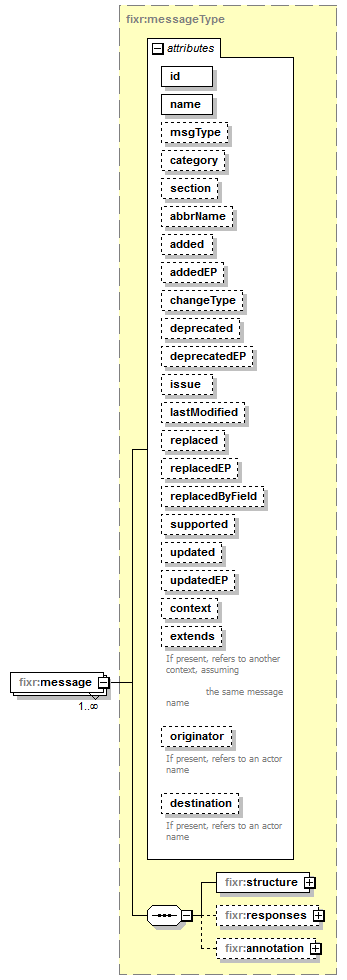 fixr:messageType
attributes
id
name
msgType
category
section
abbrName
added
addedEP
changeType
deprecated
deprecatedEP
issue
lastModified
replaced
replacedEP
replacedByField
supported
updated
updatedEP
context
extends
If present, refers to another
context, assuming
the same message
name
originator
If present, refers to an actor
name
destination
If present, refers to an actor
name
fixr:message
1..∞
fixr:structure
fixr:responses
fixr:annotation